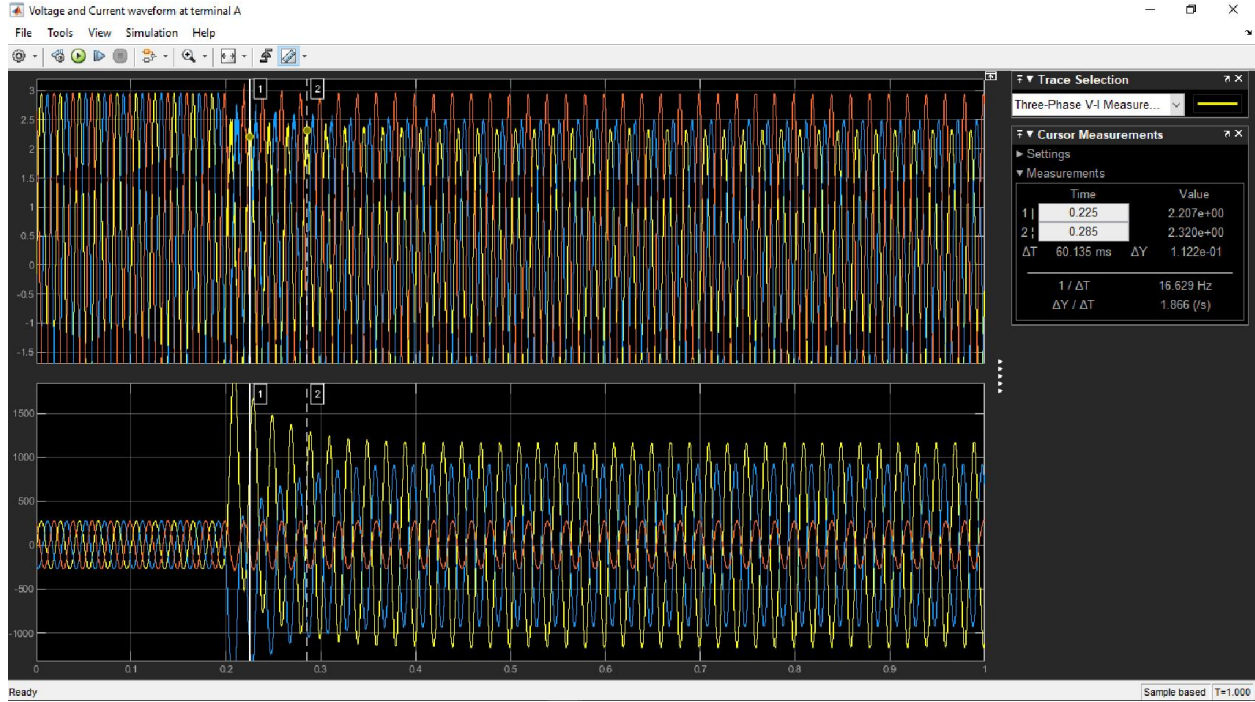 Voltage and Current waveform at terminal A
File Tools View Simulation Help
3
2.5
2
1.5
1
0.5
0
-0.5
-1
-1.5
1
2
1500
1000
500
0
-500
-1000
1
2
0 0.1 0.2 0.3 0.4 0.5 0.6 0.7 0.8 0.9 1
Trace Selection
Three-Phase V-I Measure...
Cursor Measurements
Settings
Measurements
Time Value
1 | 0.225 2.207e+00
2 ¦ 0.285 2.320e+00
ΔT 60.135 ms ΔY 1.122e-01
1 / ΔT 16.629 Hz
ΔY / ΔT 1.866 (/s)
Ready
Sample based T=1.000